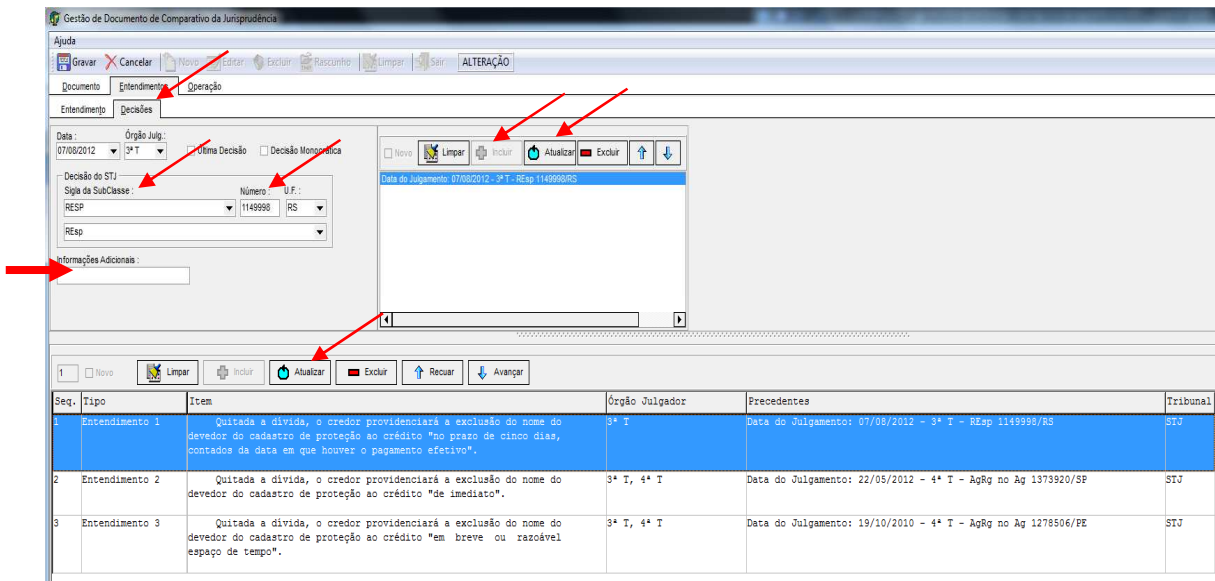 Gestão de Documento de Comparativo da Jurisprudência
Ajuda
Gravar Cancelar Novo Editar Excluir Rascunho Limpar Sair ALTERAÇÃO
Documento Entendimentos Operação
Entendimento Decisões
Data : Órgão Julg.:
07/08/2012 3ª T Última Decisão Decisão Monocrática
Novo Limpar Incluir Atualizar Excluir
Data do Julgamento: 07/08/2012 - 3ª T - REsp 1149998/RS
Decisão do STJ
Sigla da SubClasse : Número : U.F. :
RESP 1149998 RS
REsp
Informações Adicionais :
1 Novo Limpar Incluir Atualizar Excluir Recuar Avançar
Seq. Tipo Item Órgão Julgador Precedentes Tribunal
1 Entendimento 1 Quitada a dívida, o credor providenciará a exclusão do nome do 3ª T Data do Julgamento: 07/08/2012 - 3ª T - REsp 1149998/RS STJ
devedor do cadastro de proteção ao crédito "no prazo de cinco dias,
contados da data em que houver o pagamento efetivo".
2 Entendimento 2 Quitada a dívida, o credor providenciará a exclusão do nome do 3ª T, 4ª T Data do Julgamento: 22/05/2012 - 4ª T - AgRg no Ag 1373920/SP STJ
devedor do cadastro de proteção ao crédito "de imediato".
3 Entendimento 3 Quitada a dívida, o credor providenciará a exclusão do nome do 3ª T, 4ª T Data do Julgamento: 19/10/2010 - 4ª T - AgRg no Ag 1278506/PE STJ
devedor do cadastro de proteção ao crédito "em breve ou razoável
espaço de tempo".